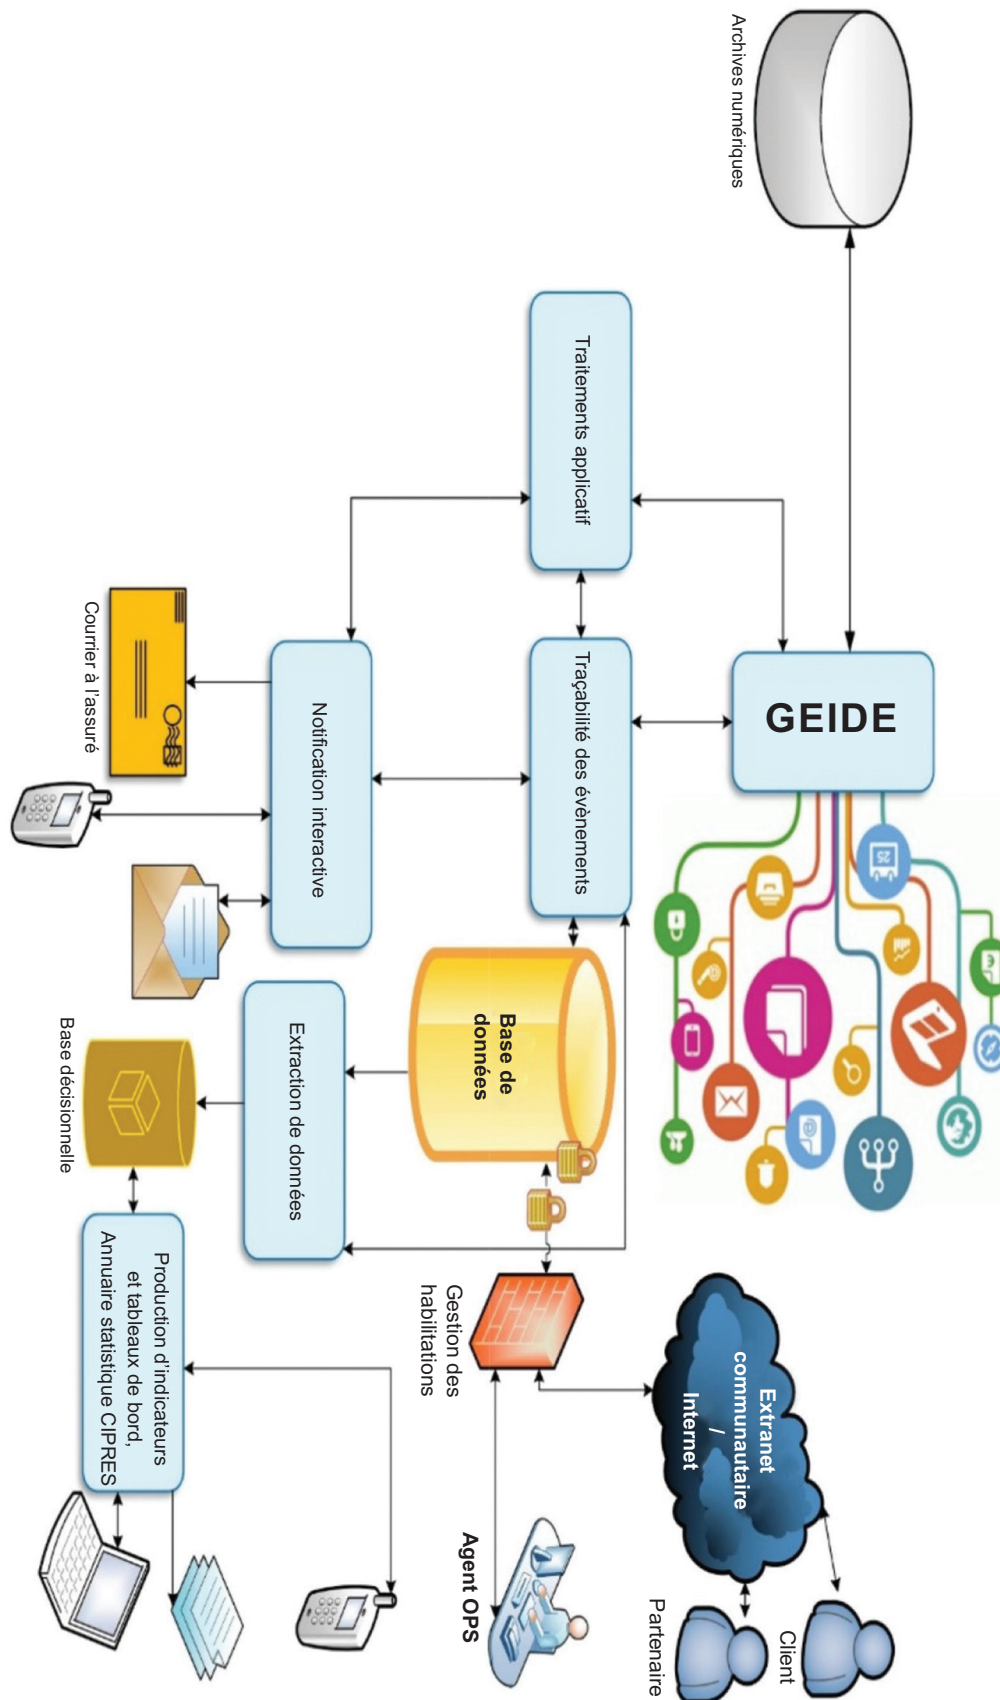 Archives numériques
GEIDE
Traitements applicatif
Traçabilité des évènements
Notification interactive
Courrier à l'assuré
Base de
données
Extraction de données
Base décisionnelle
Production d'indicateurs
et tableaux de bord,
Annuaire statistique CIPRES
Gestion des
habilitations
Extranet
communautaire
/
Internet
Agent OPS
Client
Partenaire
25
@